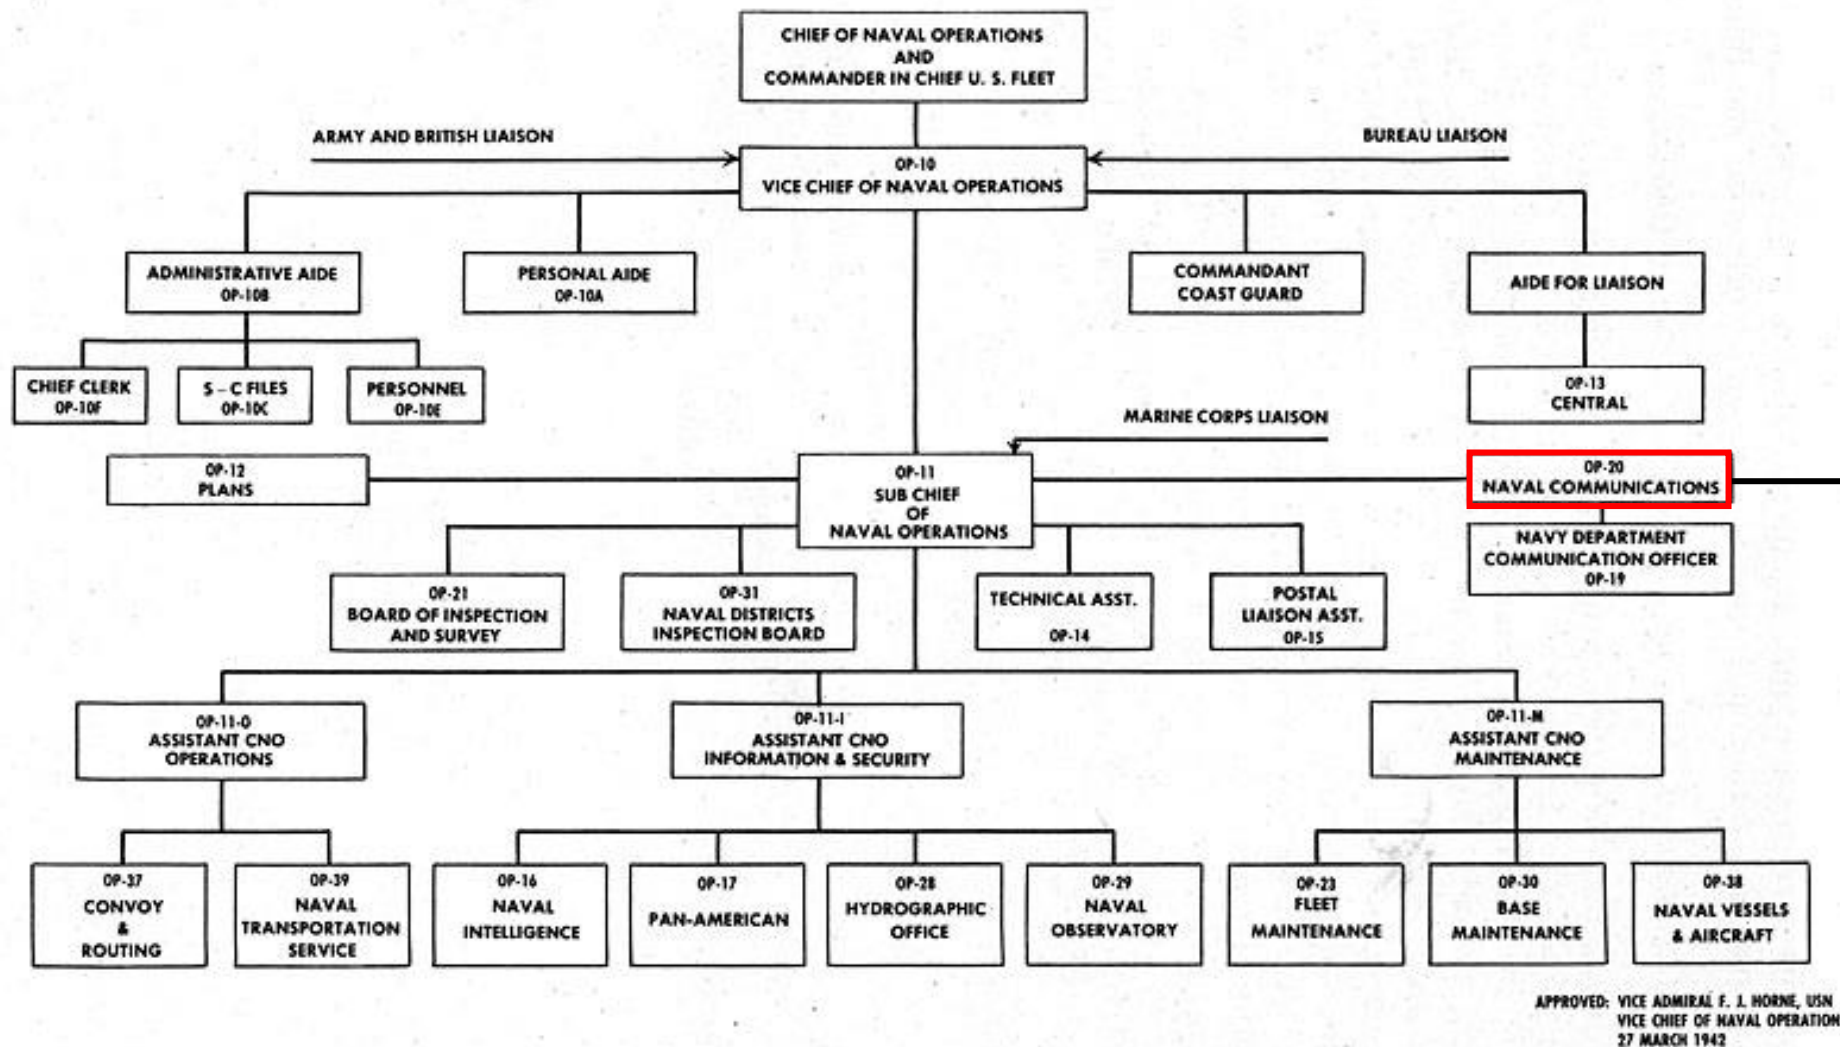 CHIEF OF NAVAL OPERATIONS
AND
COMMANDER IN CHIEF U. S. FLEET
ARMY AND BRITISH LIAISON
BUREAU LIAISON
OP-10
VICE CHIEF OF NAVAL OPERATIONS
ADMINISTRATIVE AIDE
OP-10B
PERSONAL AIDE
OP-10A
COMMANDANT
COAST GUARD
AIDE FOR LIAISON
CHIEF CLERK
OP-10F
S – C FILES
OP-10C
PERSONNEL
OP-10E
OP-13
CENTRAL
MARINE CORPS LIAISON
OP-12
PLANS
OP-11
SUB CHIEF
OF
NAVAL OPERATIONS
OP-20
NAVAL COMMUNICATIONS
NAVY DEPARTMENT
COMMUNICATION OFFICER
OP-19
OP-21
BOARD OF INSPECTION
AND SURVEY
OP-31
NAVAL DISTRICTS
INSPECTION BOARD
TECHNICAL ASST.
OP-14
POSTAL
LIAISON ASST.
OP-15
OP-11-O
ASSISTANT CNO
OPERATIONS
OP-11-I
ASSISTANT CNO
INFORMATION & SECURITY
OP-11-M
ASSISTANT CNO
MAINTENANCE
OP-37
CONVOY
&
ROUTING
OP-39
NAVAL
TRANSPORTATION
SERVICE
OP-16
NAVAL
INTELLIGENCE
OP-17
PAN-AMERICAN
OP-28
HYDROGRAPHIC
OFFICE
OP-29
NAVAL
OBSERVATORY
OP-23
FLEET
MAINTENANCE
OP-30
BASE
MAINTENANCE
OP-38
NAVAL VESSELS
& AIRCRAFT
APPROVED: VICE ADMIRAL F. J. HORNE, USN
VICE CHIEF OF NAVAL OPERATION
27 MARCH 1942